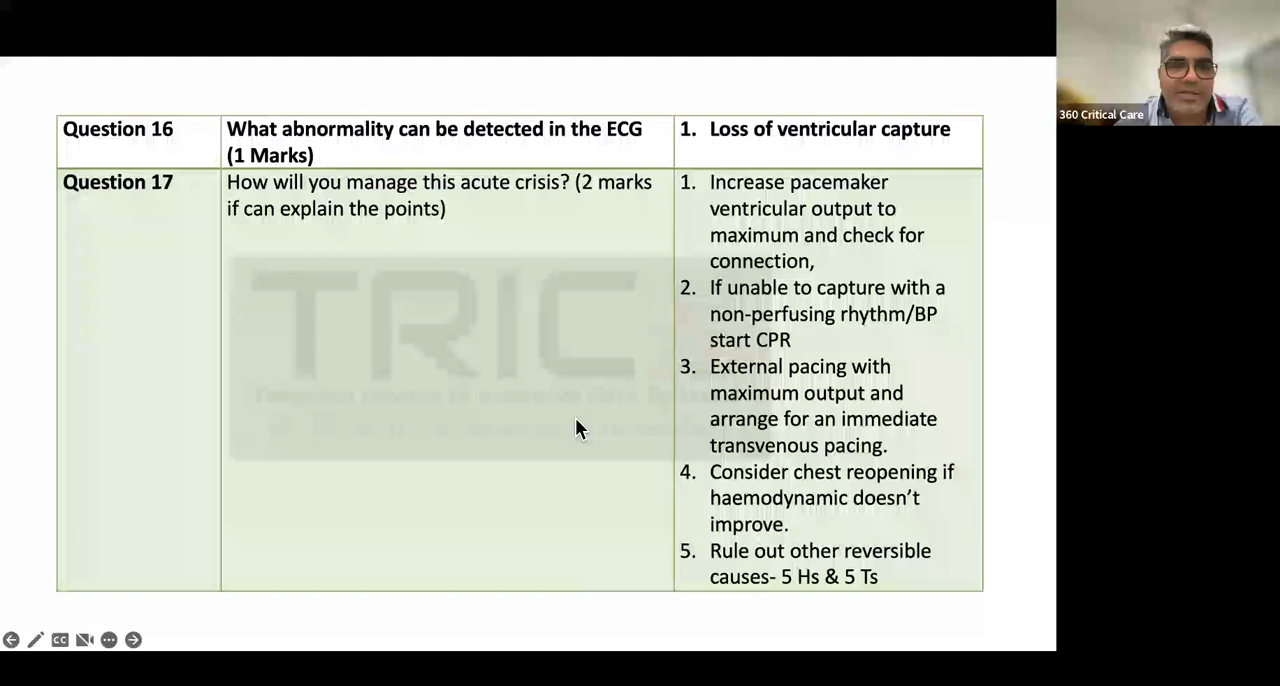 360 Critical Care
Question 16
What abnormality can be detected in the ECG
(1 Marks)
1. Loss of ventricular capture
Question 17
How will you manage this acute crisis? (2 marks
if can explain the points)
1. Increase pacemaker
ventricular output to
maximum and check for
connection,
2. If unable to capture with a
non-perfusing rhythm/BP
start CPR
3. External pacing with
maximum output and
arrange for an immediate
transvenous pacing.
4. Consider chest reopening if
haemodynamic doesn’t
improve.
5. Rule out other reversible
causes- 5 Hs & 5 Ts
TRIC
CC